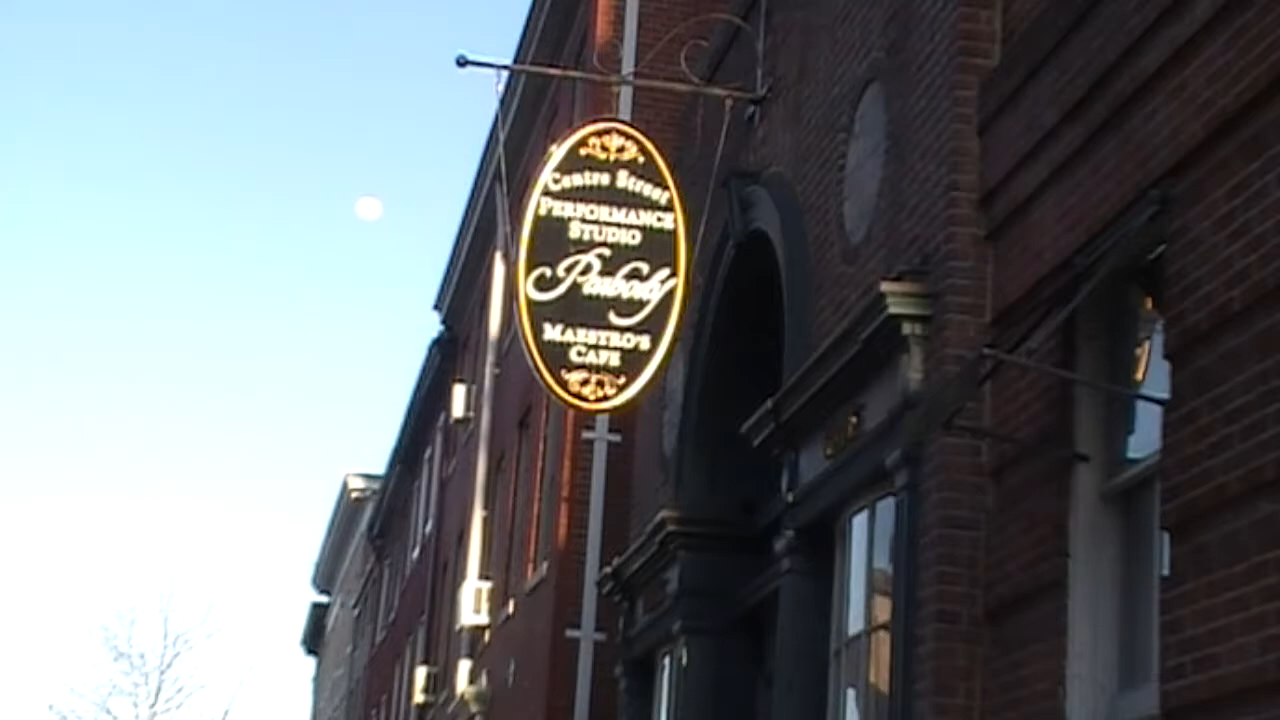 Centre Street
PERFORMANCE
STUDIO
Peabody
MAESTRO'S
CAFE